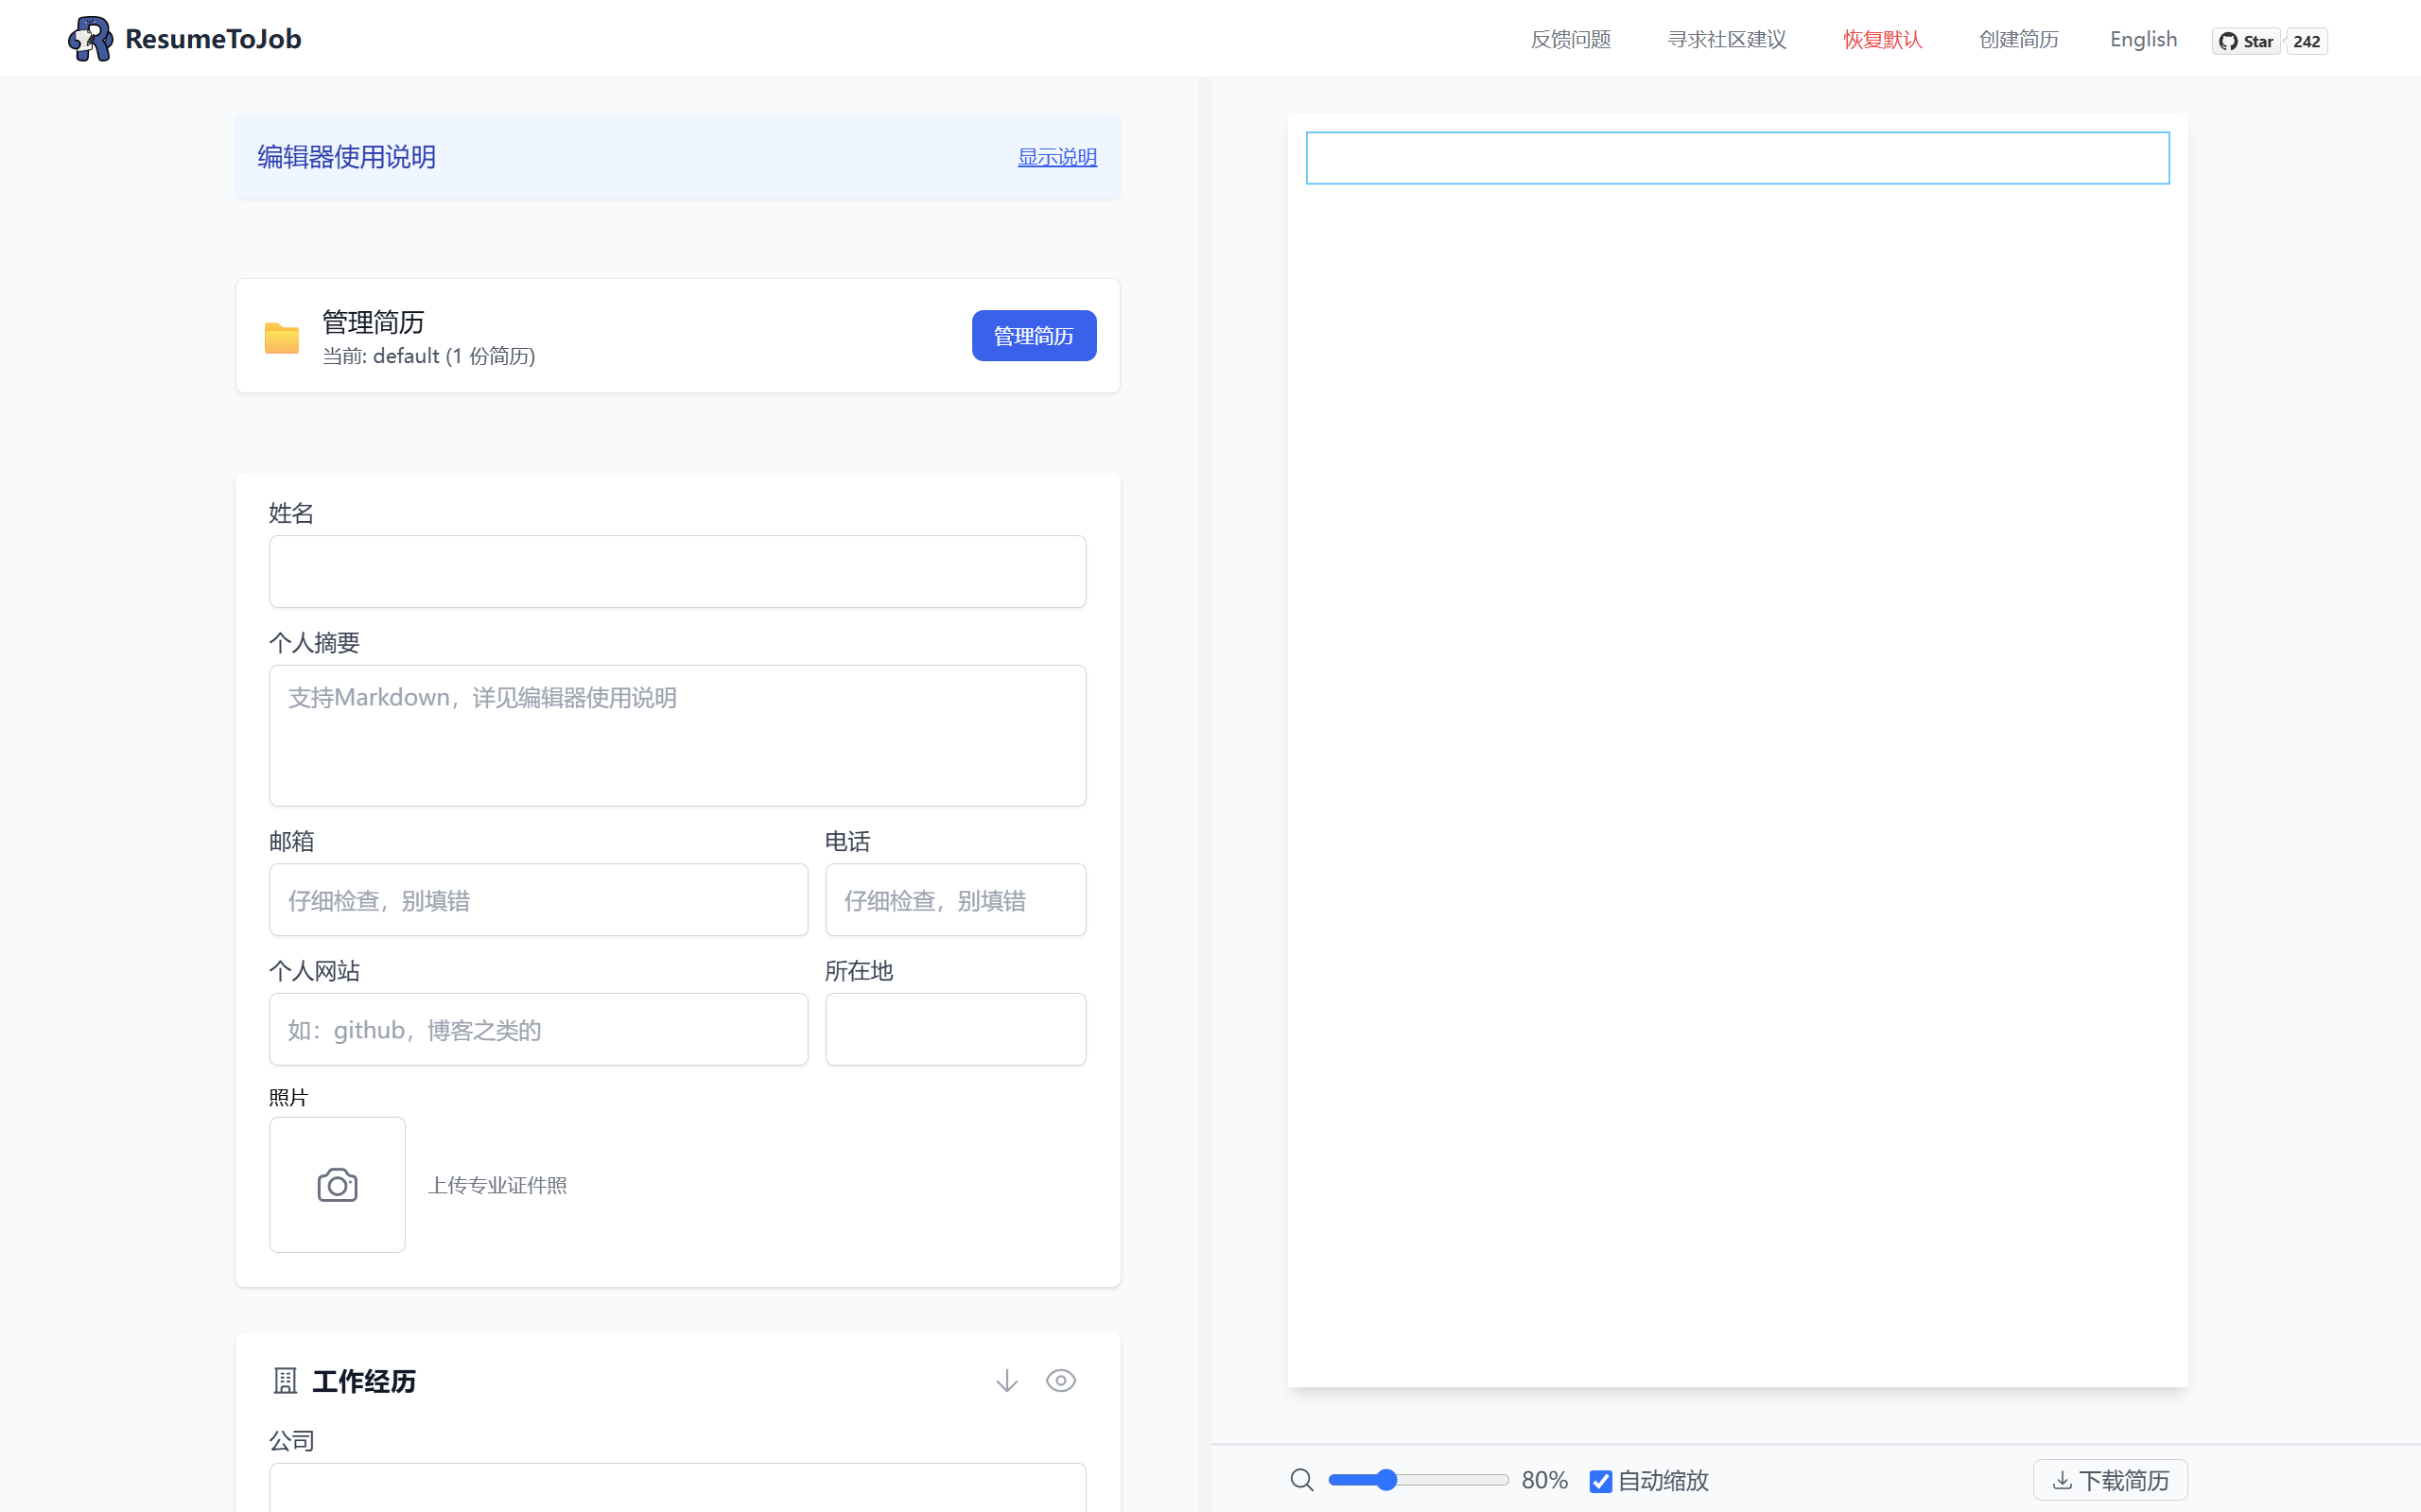 ResumeToJob
反馈问题
寻求社区建议
恢复默认
创建简历
English
Star
242
编辑器使用说明
显示说明
管理简历
当前: default (1 份简历)
管理简历
姓名
个人摘要
支持Markdown，详见编辑器使用说明
邮箱
电话
仔细检查，别填错
仔细检查，别填错
个人网站
所在地
如：github，博客之类的
照片
上传专业证件照
工作经历
公司
80%
自动缩放
下载简历